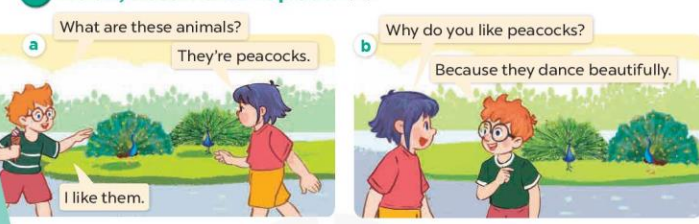 a
What are these animals?
They're peacocks.
I like them.
b
Why do you like peacocks?
Because they dance beautifully.